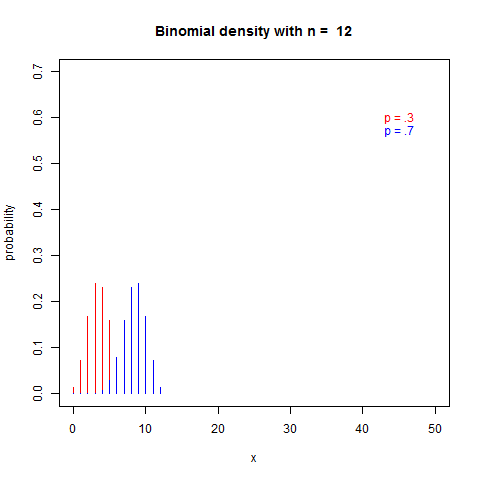 Binomial density with n =  12
0.7
0.6
0.5
0.4
0.3
0.2
0.1
0.0
probability
p = .3
p = .7
0 10 20 30 40 50
x